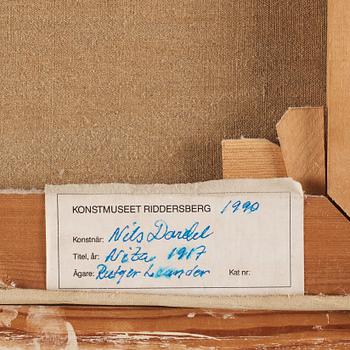 KONSTMUSEET RIDDERSBERG 1990
Konstnär: Nils Dardel
Titel, år: Nita 1917
Ägare: Rutger Leander Kat nr: